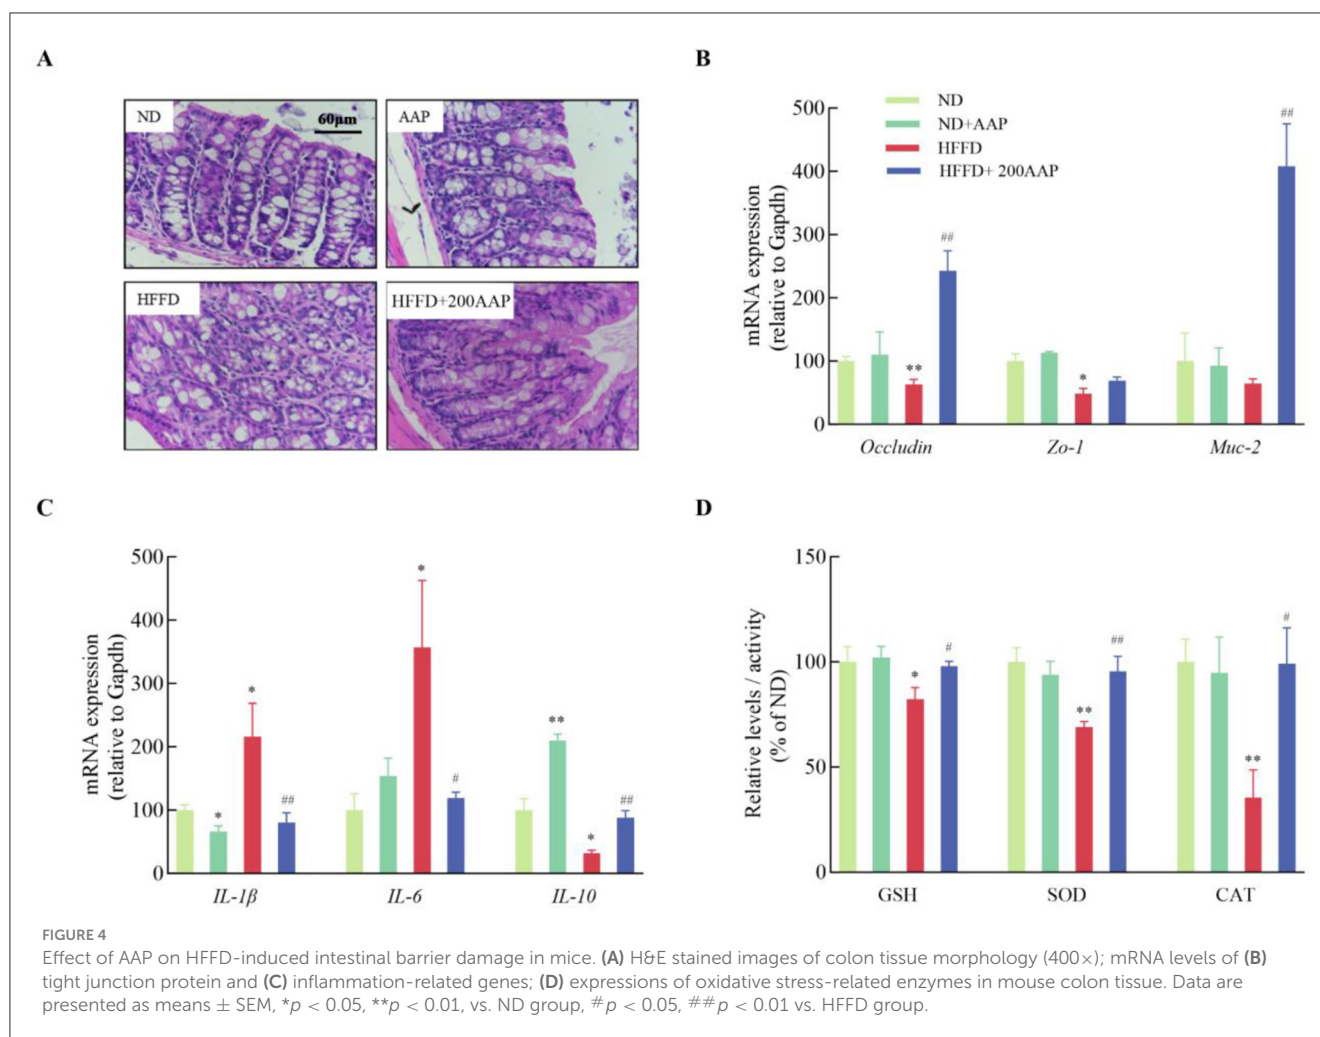 A
ND
60μm
AAP
HFFD
HFFD+200AAP
B
mRNA expression
(relative to Gapdh)
500
400
300
200
100
0
ND
ND+AAP
HFFD
HFFD+ 200AAP
**
##
*
##
Occludin
Zo-1
Muc-2
C
mRNA expression
(relative to Gapdh)
500
400
300
200
100
0
*
*
##
*
#
**
*
##
IL-1β
IL-6
IL-10
D
Relative levels / activity
(% of ND)
150
100
50
0
*
#
**
##
**
#
GSH
SOD
CAT
FIGURE 4
Effect of AAP on HFFD-induced intestinal barrier damage in mice. (A) H&E stained images of colon tissue morphology (400×); mRNA levels of (B)
tight junction protein and (C) inflammation-related genes; (D) expressions of oxidative stress-related enzymes in mouse colon tissue. Data are
presented as means ± SEM, *p < 0.05, **p < 0.01, vs. ND group, #p < 0.05, ##p < 0.01 vs. HFFD group.